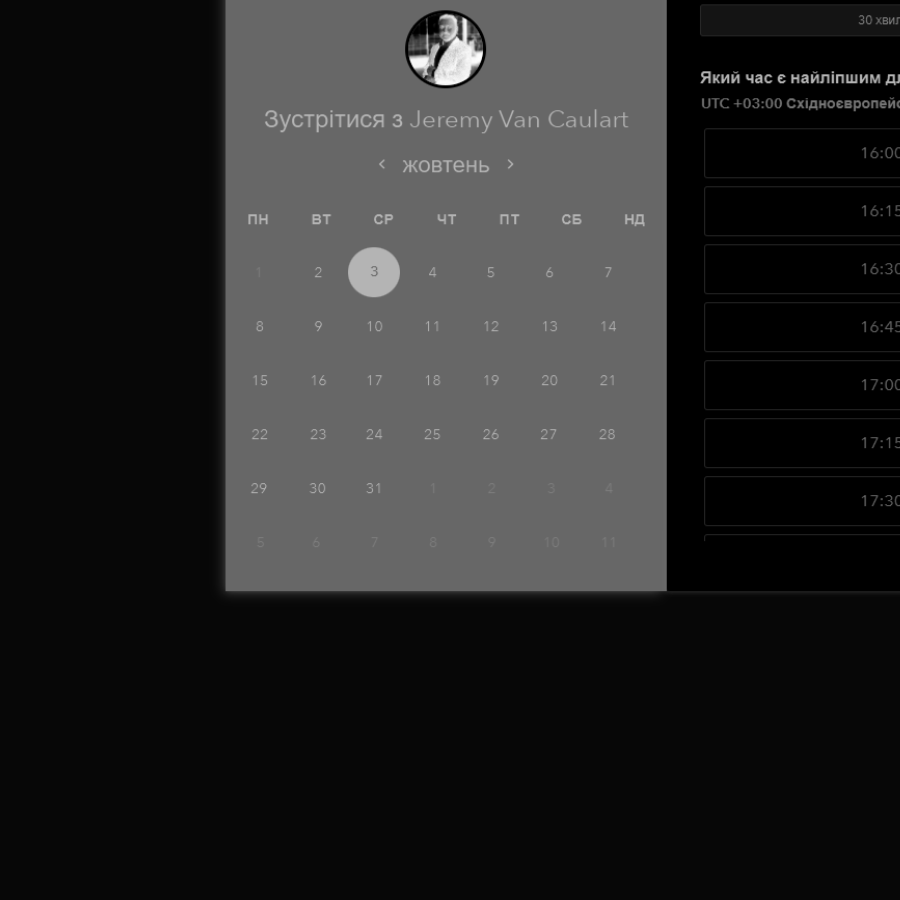 Зустрітися з Jeremy Van Caulart
жовтень
ПН ВТ СР ЧТ ПТ СБ НД
1 2 3 4 5 6 7
8 9 10 11 12 13 14
15 16 17 18 19 20 21
22 23 24 25 26 27 28
29 30 31 1 2 3 4
5 6 7 8 9 10 11
30 хвил
Який час є найліпшим дл
UTC +03:00 Східноєвропейс
16:00
16:15
16:30
16:45
17:00
17:15
17:30